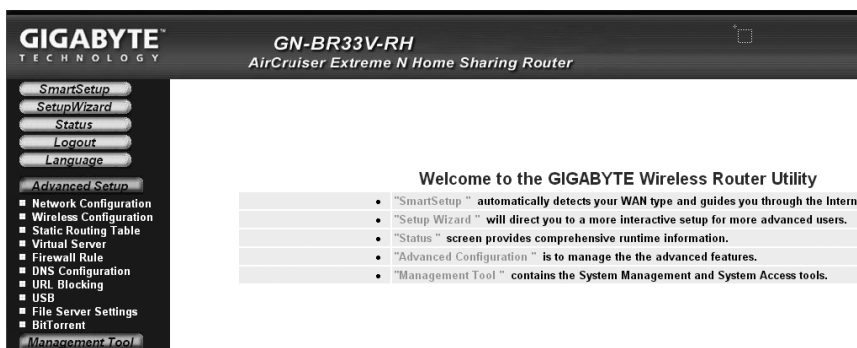 GIGABYTE™
TECHNOLOGY
GN-BR33V-RH
AirCruiser Extreme N Home Sharing Router
SmartSetup
SetupWizard
Status
Logout
Language
Advanced Setup
Network Configuration
Wireless Configuration
Static Routing Table
Virtual Server
Firewall Rule
DNS Configuration
URL Blocking
USB
File Server Settings
BitTorrent
Management Tool
Welcome to the GIGABYTE Wireless Router Utility
• "SmartSetup " automatically detects your WAN type and guides you through the Intern
• "Setup Wizard " will direct you to a more interactive setup for more advanced users.
• "Status " screen provides comprehensive runtime information.
• "Advanced Configuration " is to manage the the advanced features.
• "Management Tool " contains the System Management and System Access tools.